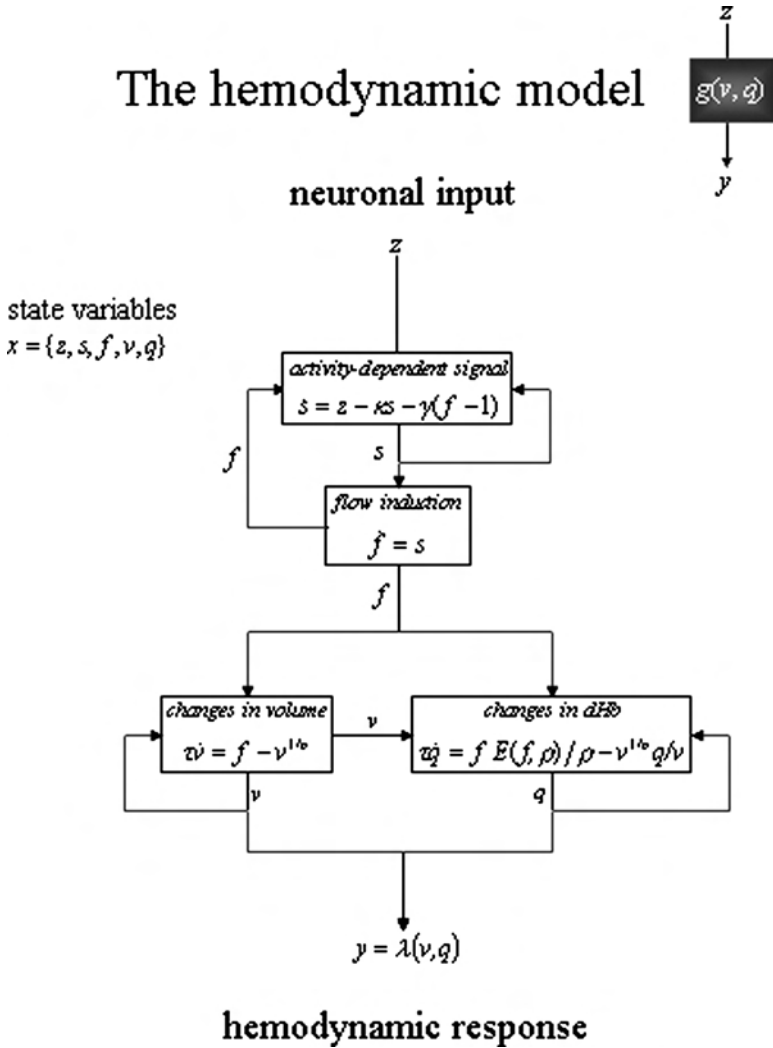 z
The hemodynamic model
g(v, q)
y
neuronal input
z
state variables
x = {z, s, f, v, q}
activity-dependent signal
ṡ = z − κs − γ(f −1)
f
s
flow induction
ḟ = s
f
changes in volume
τv̇ = f − v^{1/α}
v
changes in dHb
τq̇ = f E(f, ρ) / ρ − v^{1/α} q/v
v
q
y = λ(v, q)
hemodynamic response